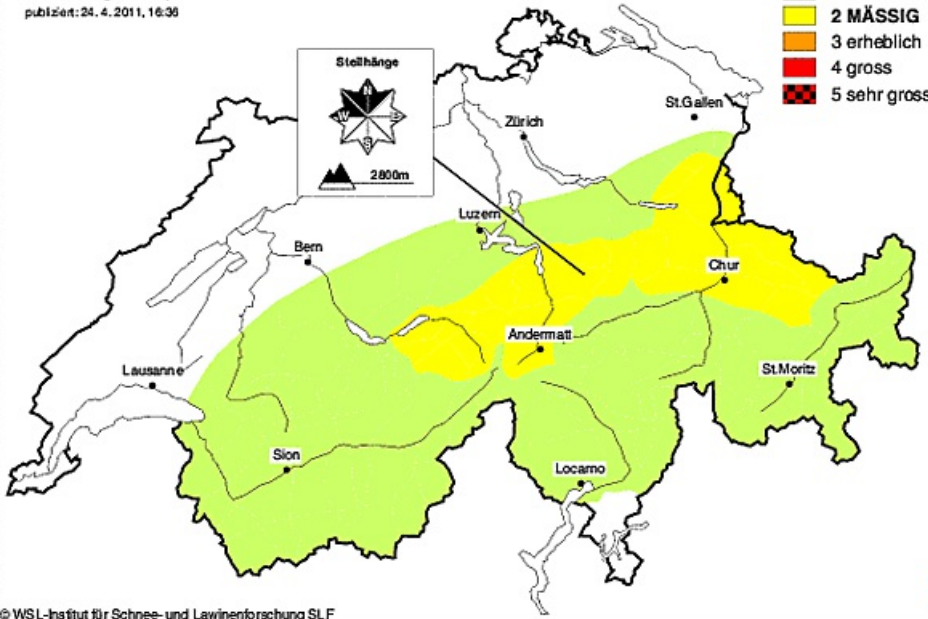 publiziert: 24. 4. 2011, 16:36
2 MÄSSIG
3 erheblich
4 gross
5 sehr gross
Steilhänge
N
W E
S
2800m
St.Gallen
Zürich
Luzern
Bern
Chur
Andermatt
Lausanne
St.Moritz
Sion
Locarno
© WSL-Institut für Schnee- und Lawinenforschung SLF